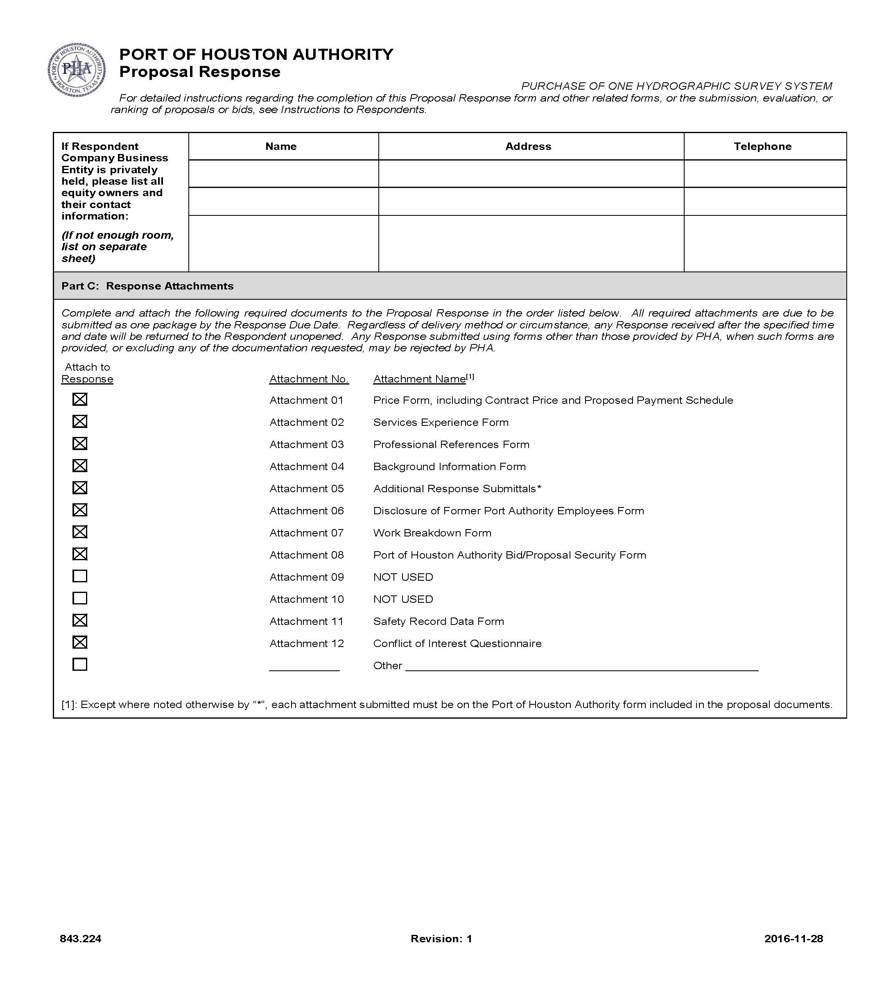 PORT OF HOUSTON AUTHORITY
HOUSTON, TEXAS
PHA
PORT OF HOUSTON AUTHORITY
Proposal Response
PURCHASE OF ONE HYDROGRAPHIC SURVEY SYSTEM
For detailed instructions regarding the completion of this Proposal Response form and other related forms, or the submission, evaluation, or
ranking of proposals or bids, see Instructions to Respondents.
If Respondent
Company Business
Entity is privately
held, please list all
equity owners and
their contact
information:
(If not enough room,
list on separate
sheet)
Name Address Telephone
Part C: Response Attachments
Complete and attach the following required documents to the Proposal Response in the order listed below. All required attachments are due to be
submitted as one package by the Response Due Date. Regardless of delivery method or circumstance, any Response received after the specified time
and date will be returned to the Respondent unopened. Any Response submitted using forms other than those provided by PHA, when such forms are
provided, or excluding any of the documentation requested, may be rejected by PHA.
Attach to
Response Attachment No. Attachment Name[1]
☒ Attachment 01 Price Form, including Contract Price and Proposed Payment Schedule
☒ Attachment 02 Services Experience Form
☒ Attachment 03 Professional References Form
☒ Attachment 04 Background Information Form
☒ Attachment 05 Additional Response Submittals*
☒ Attachment 06 Disclosure of Former Port Authority Employees Form
☒ Attachment 07 Work Breakdown Form
☒ Attachment 08 Port of Houston Authority Bid/Proposal Security Form
☐ Attachment 09 NOT USED
☐ Attachment 10 NOT USED
☒ Attachment 11 Safety Record Data Form
☒ Attachment 12 Conflict of Interest Questionnaire
☐ ____________ Other ____________
[1]: Except where noted otherwise by “*”, each attachment submitted must be on the Port of Houston Authority form included in the proposal documents.
843.224 Revision: 1 2016-11-28